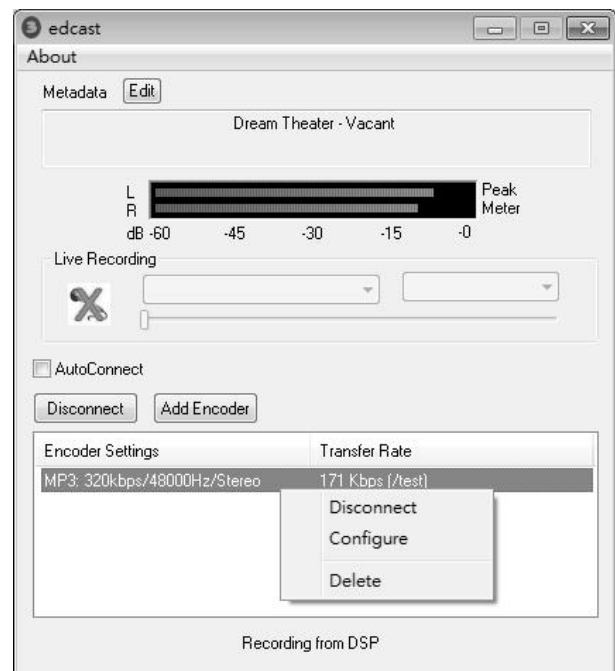 edcast
About
Metadata Edit
Dream Theater - Vacant
L Peak
R Meter
dB -60 -45 -30 -15 -0
Live Recording
AutoConnect
Disconnect Add Encoder
Encoder Settings Transfer Rate
MP3: 320kbps/48000Hz/Stereo 171 Kbps (/test)
Disconnect
Configure
Delete
Recording from DSP